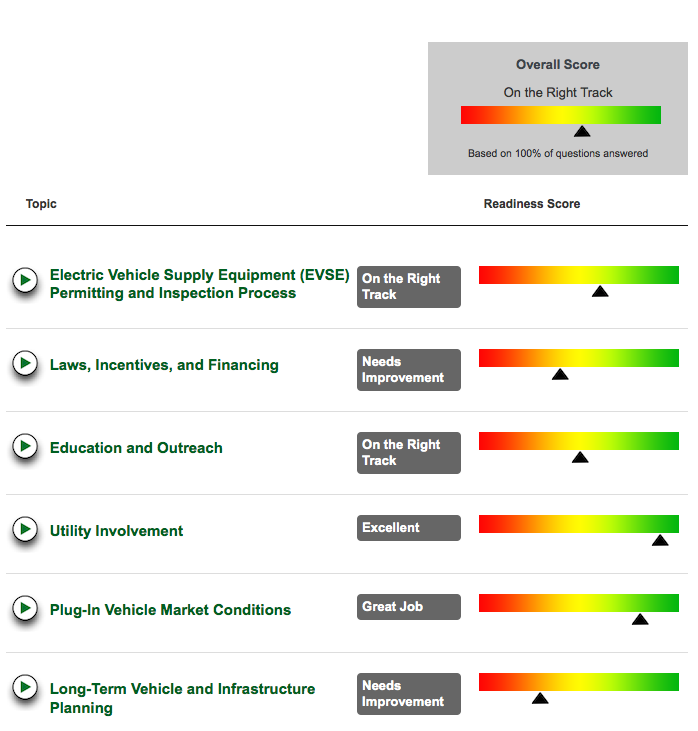 Overall Score
On the Right Track
Based on 100% of questions answered
Topic
Readiness Score
Electric Vehicle Supply Equipment (EVSE)
Permitting and Inspection Process
On the Right
Track
Laws, Incentives, and Financing
Needs
Improvement
Education and Outreach
On the Right
Track
Utility Involvement
Excellent
Plug-In Vehicle Market Conditions
Great Job
Long-Term Vehicle and Infrastructure
Planning
Needs
Improvement